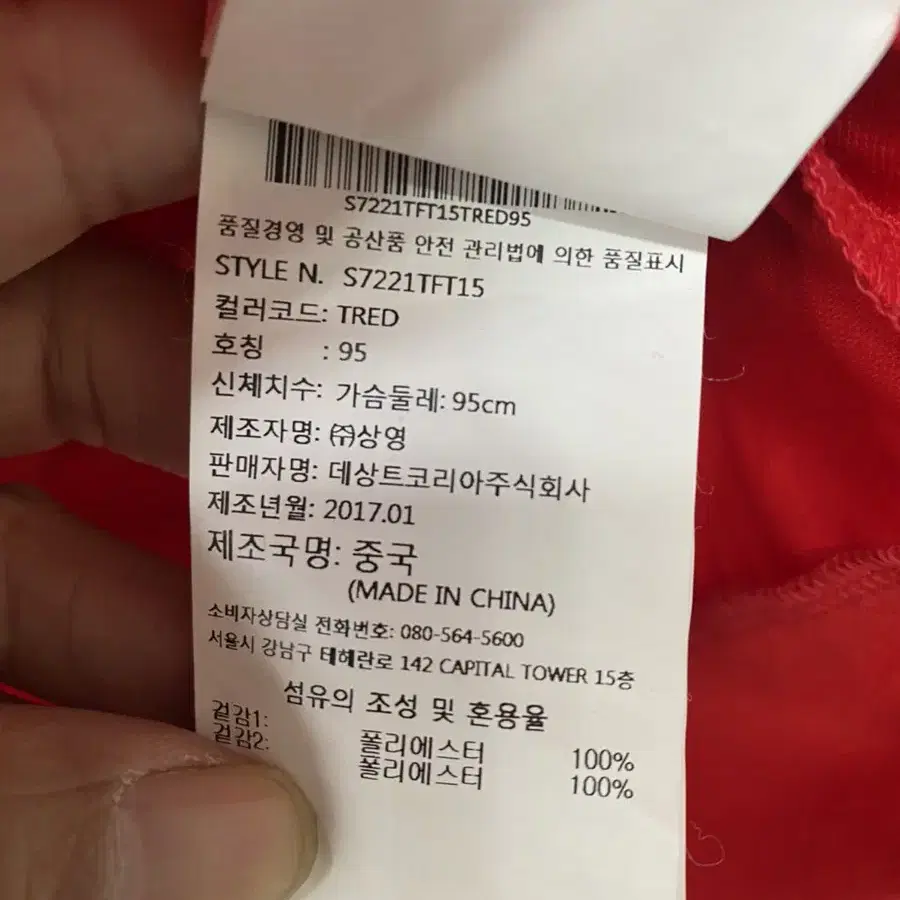 S7221TFT15TRED95
품질경영 및 공산품 안전 관리법에 의한 품질표시
STYLE N. S7221TFT15
컬러코드: TRED
호칭 : 95
신체치수: 가슴둘레: 95cm
제조자명: ㈜상영
판매자명: 데상트코리아주식회사
제조년월: 2017.01
제조국명: 중국
(MADE IN CHINA)
소비자상담실 전화번호: 080-564-5600
서울시 강남구 테헤란로 142 CAPITAL TOWER 15층
섬유의 조성 및 혼용율
겉감1: 폴리에스터 100%
겉감2: 폴리에스터 100%